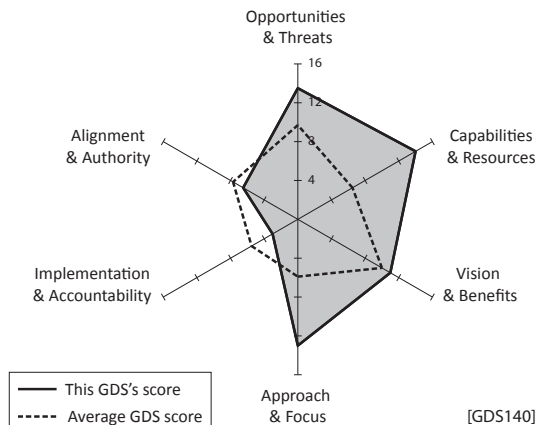 Opportunities
& Threats
16
12
8
4
Alignment
& Authority
Capabilities
& Resources
Implementation
& Accountability
Vision
& Benefits
Approach
& Focus
This GDS's score
Average GDS score
[GDS140]